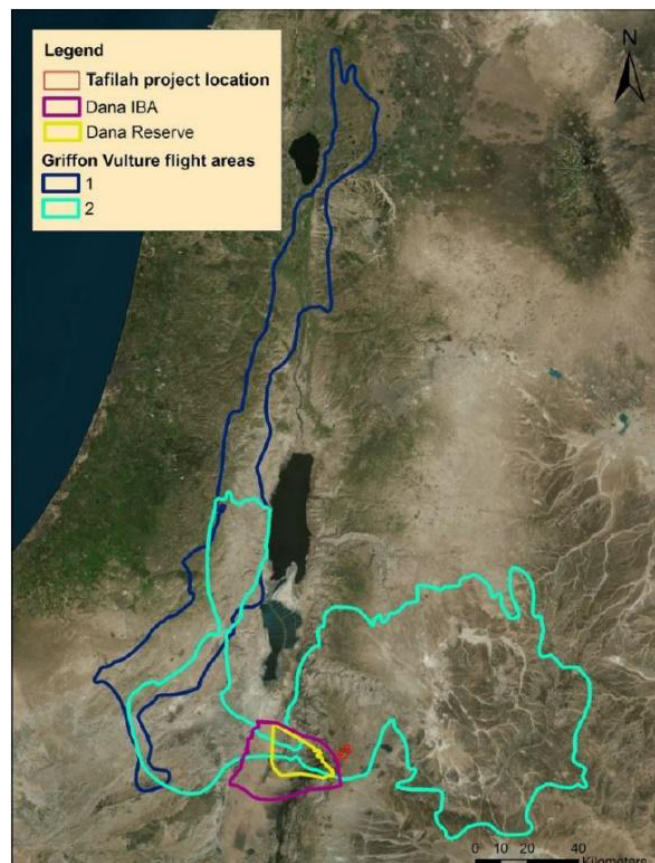 Legend
Tafilah project location
Dana IBA
Dana Reserve
Griffon Vulture flight areas
1
2
N
0 10 20 40
Kilometers